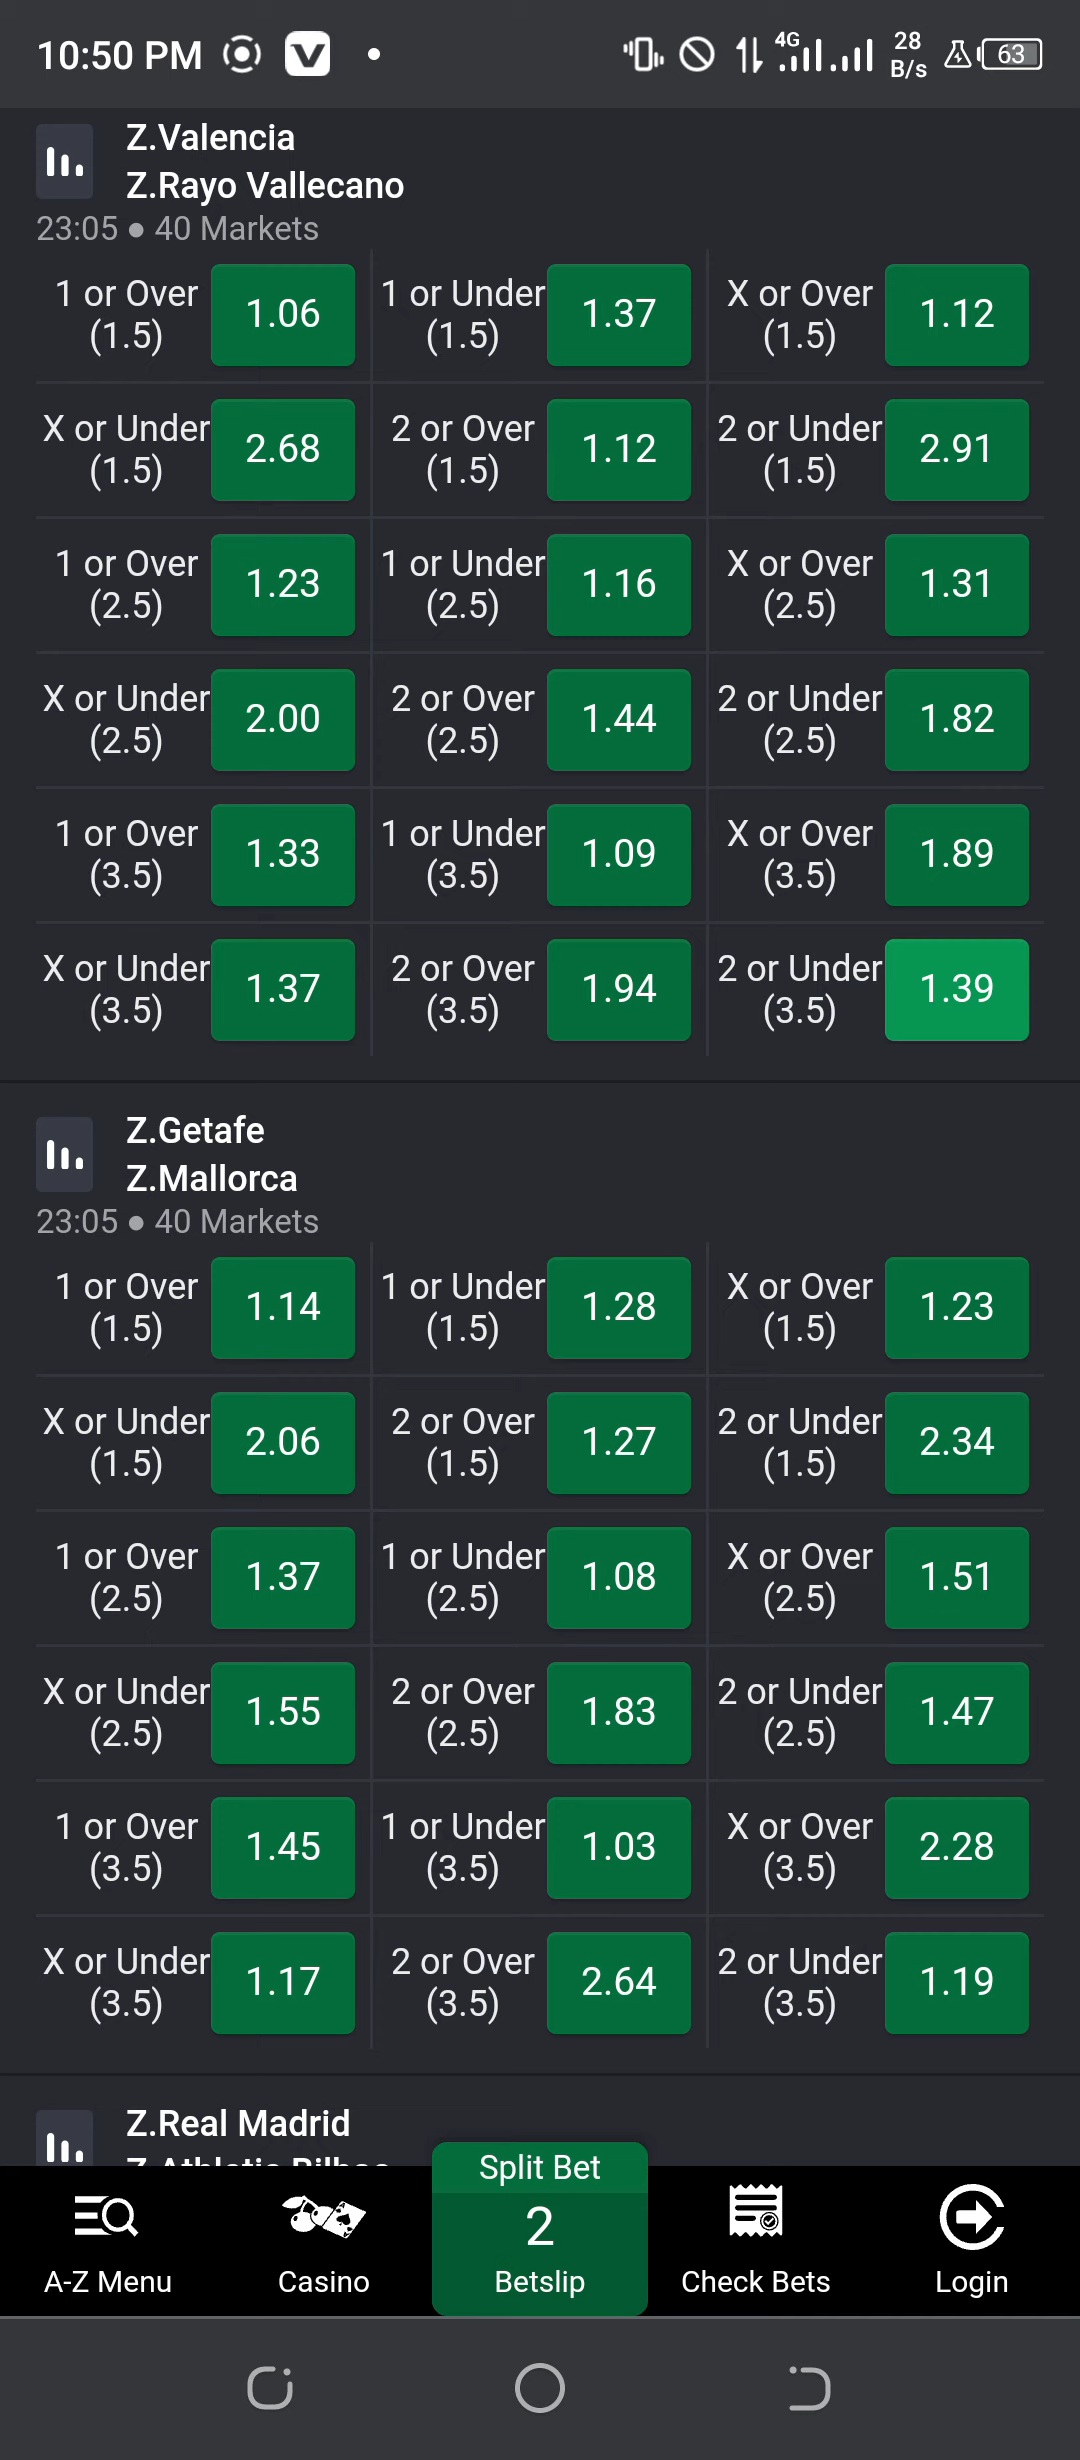 10:50 PM
4G
28
B/s
63
Z.Valencia
Z.Rayo Vallecano
23:05 ● 40 Markets
1 or Over (1.5) 1.06 1 or Under (1.5) 1.37 X or Over (1.5) 1.12
X or Under (1.5) 2.68 2 or Over (1.5) 1.12 2 or Under (1.5) 2.91
1 or Over (2.5) 1.23 1 or Under (2.5) 1.16 X or Over (2.5) 1.31
X or Under (2.5) 2.00 2 or Over (2.5) 1.44 2 or Under (2.5) 1.82
1 or Over (3.5) 1.33 1 or Under (3.5) 1.09 X or Over (3.5) 1.89
X or Under (3.5) 1.37 2 or Over (3.5) 1.94 2 or Under (3.5) 1.39
Z.Getafe
Z.Mallorca
23:05 ● 40 Markets
1 or Over (1.5) 1.14 1 or Under (1.5) 1.28 X or Over (1.5) 1.23
X or Under (1.5) 2.06 2 or Over (1.5) 1.27 2 or Under (1.5) 2.34
1 or Over (2.5) 1.37 1 or Under (2.5) 1.08 X or Over (2.5) 1.51
X or Under (2.5) 1.55 2 or Over (2.5) 1.83 2 or Under (2.5) 1.47
1 or Over (3.5) 1.45 1 or Under (3.5) 1.03 X or Over (3.5) 2.28
X or Under (3.5) 1.17 2 or Over (3.5) 2.64 2 or Under (3.5) 1.19
Z.Real Madrid
Z.Athletic Bilbao
Split Bet
2
A-Z Menu
Casino
Betslip
Check Bets
Login